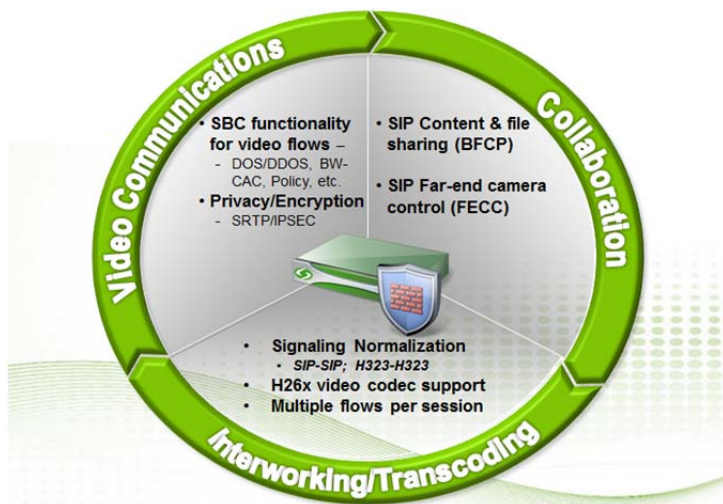 Video Communications
• SBC functionality
for video flows –
- DOS/DDOS, BW-
CAC, Policy, etc.
• Privacy/Encryption
- SRTP/IPSEC
Collaboration
• SIP Content & file
sharing (BFCP)
• SIP Far-end camera
control (FECC)
• Signaling Normalization
• SIP-SIP; H323-H323
• H26x video codec support
• Multiple flows per session
Interworking/Transcoding